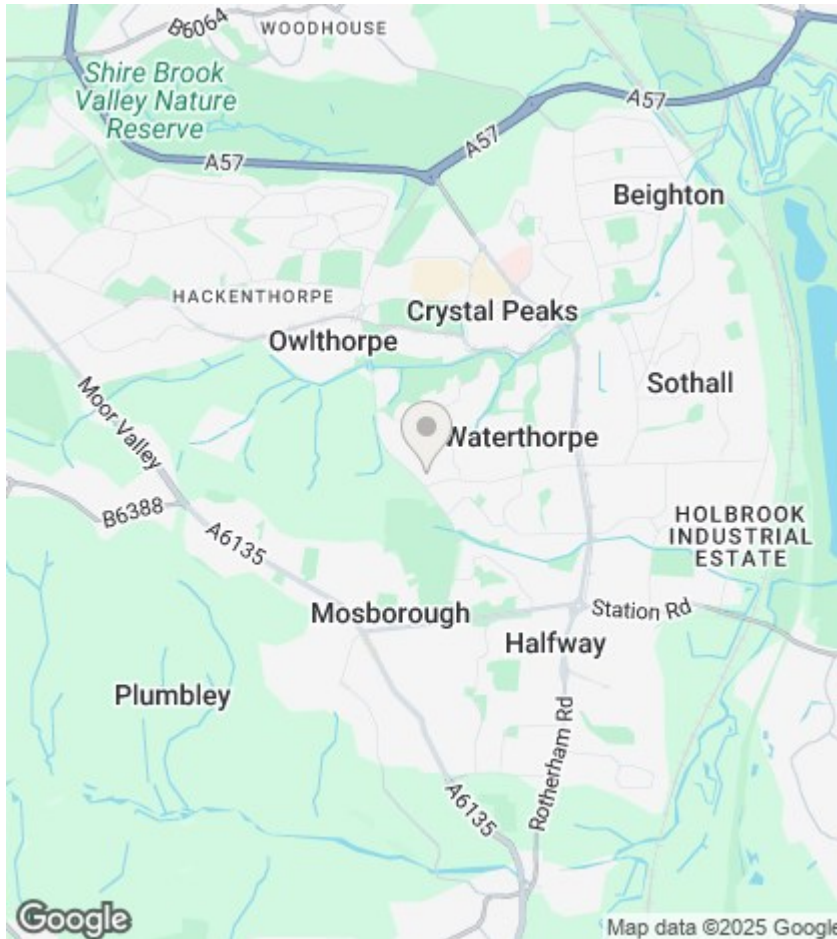 B6064
WOODHOUSE
Shire Brook
Valley Nature
Reserve
A57
A57
A57
Beighton
HACKENTHORPE
Crystal Peaks
Owlthorpe
Sothall
Moor Valley
Waterthorpe
B6388
A6135
HOLBROOK
INDUSTRIAL
ESTATE
Mosborough
Station Rd
Halfway
Plumbley
Rotherham Rd
A6135
Google
Map data ©2025 Google